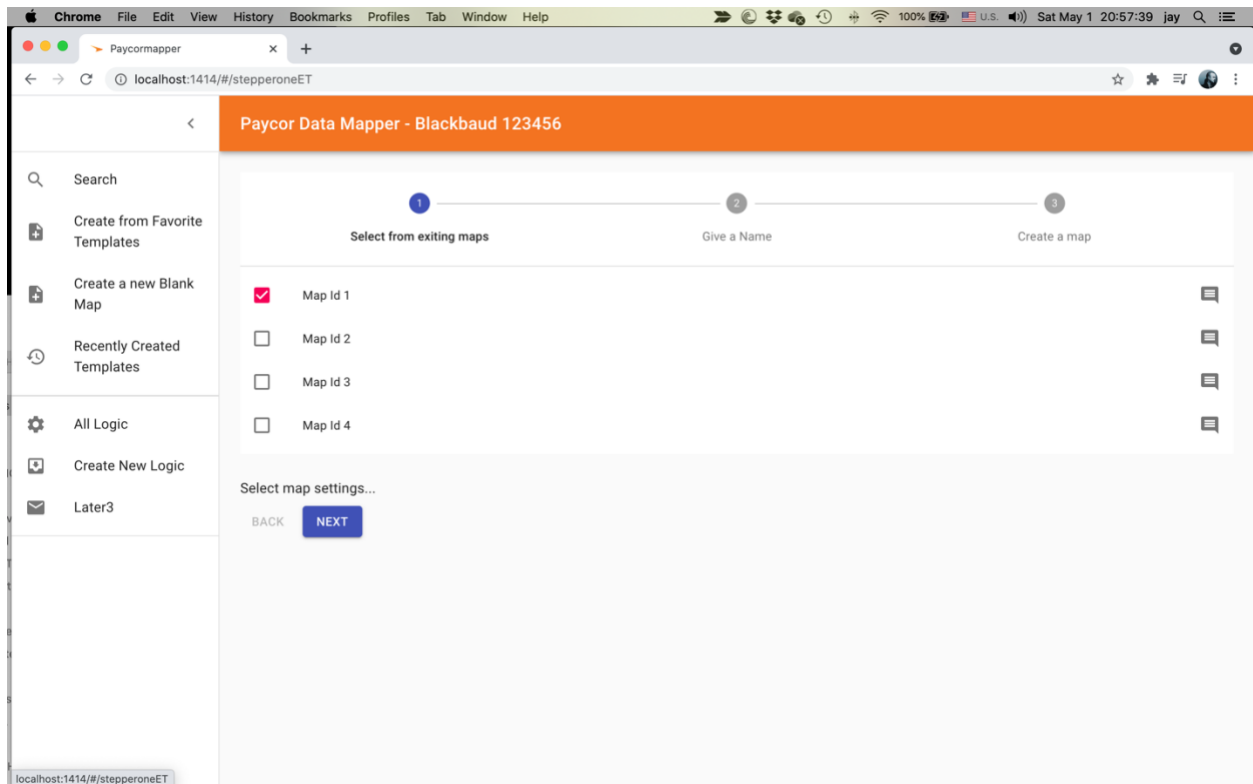 Chrome File Edit View History Bookmarks Profiles Tab Window Help 100% U.S. Sat May 1 20:57:39 jay
Paycormapper
localhost:1414/#/stepperoneET
Paycor Data Mapper - Blackbaud 123456
Search
Create from Favorite
Templates
Create a new Blank
Map
Recently Created
Templates
All Logic
Create New Logic
Later3
1 2 3
Select from exiting maps Give a Name Create a map
Map Id 1
Map Id 2
Map Id 3
Map Id 4
Select map settings...
BACK NEXT
localhost:1414/#/stepperoneET